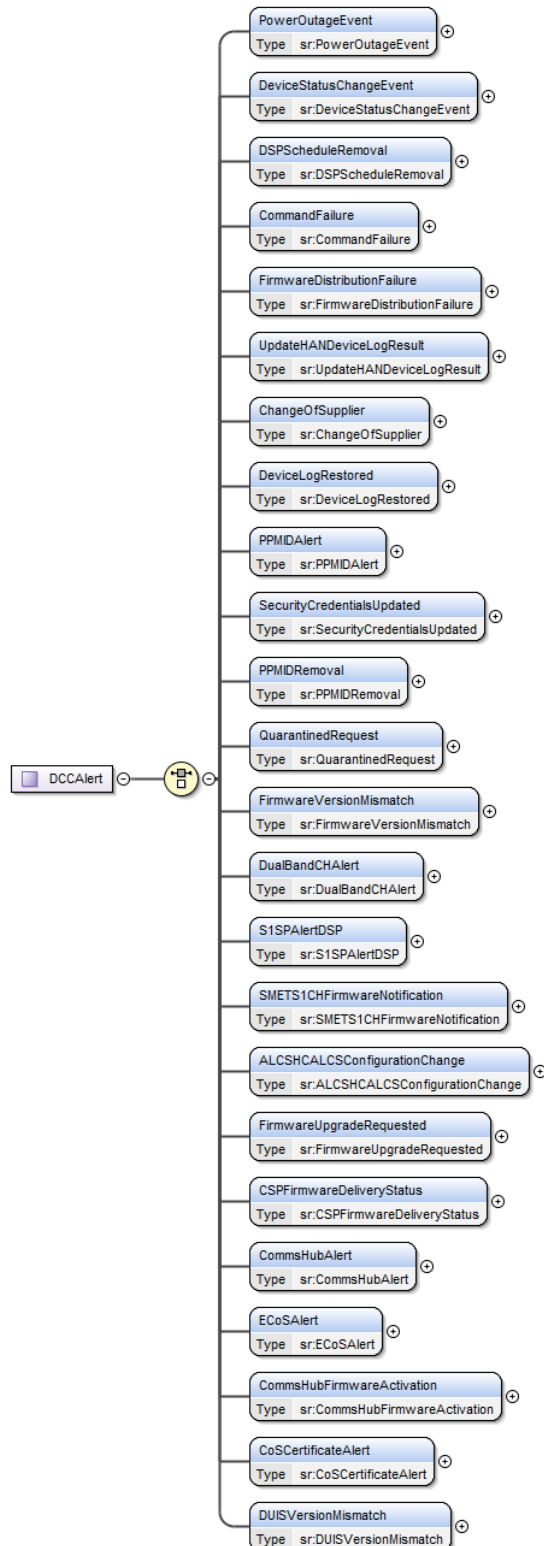 PowerOutageEvent
Type sr:PowerOutageEvent
DeviceStatusChangeEvent
Type sr:DeviceStatusChangeEvent
DSPScheduleRemoval
Type sr:DSPScheduleRemoval
CommandFailure
Type sr:CommandFailure
FirmwareDistributionFailure
Type sr:FirmwareDistributionFailure
UpdateHANDeviceLogResult
Type sr:UpdateHANDeviceLogResult
ChangeOfSupplier
Type sr:ChangeOfSupplier
DeviceLogRestored
Type sr:DeviceLogRestored
PPMIDAlert
Type sr:PPMIDAlert
SecurityCredentialsUpdated
Type sr:SecurityCredentialsUpdated
PPMIDRemoval
Type sr:PPMIDRemoval
QuarantinedRequest
Type sr:QuarantinedRequest
DCCAlert
FirmwareVersionMismatch
Type sr:FirmwareVersionMismatch
DualBandCHAlert
Type sr:DualBandCHAlert
S1SPAlertDSP
Type sr:S1SPAlertDSP
SMETS1CHFirmwareNotification
Type sr:SMETS1CHFirmwareNotification
ALCSHCALCSConfigurationChange
Type sr:ALCSHCALCSConfigurationChange
FirmwareUpgradeRequested
Type sr:FirmwareUpgradeRequested
CSPFirmwareDeliveryStatus
Type sr:CSPFirmwareDeliveryStatus
CommsHubAlert
Type sr:CommsHubAlert
ECoSAlert
Type sr:ECoSAlert
CommsHubFirmwareActivation
Type sr:CommsHubFirmwareActivation
CoSCertificateAlert
Type sr:CoSCertificateAlert
DUISVersionMismatch
Type sr:DUISVersionMismatch